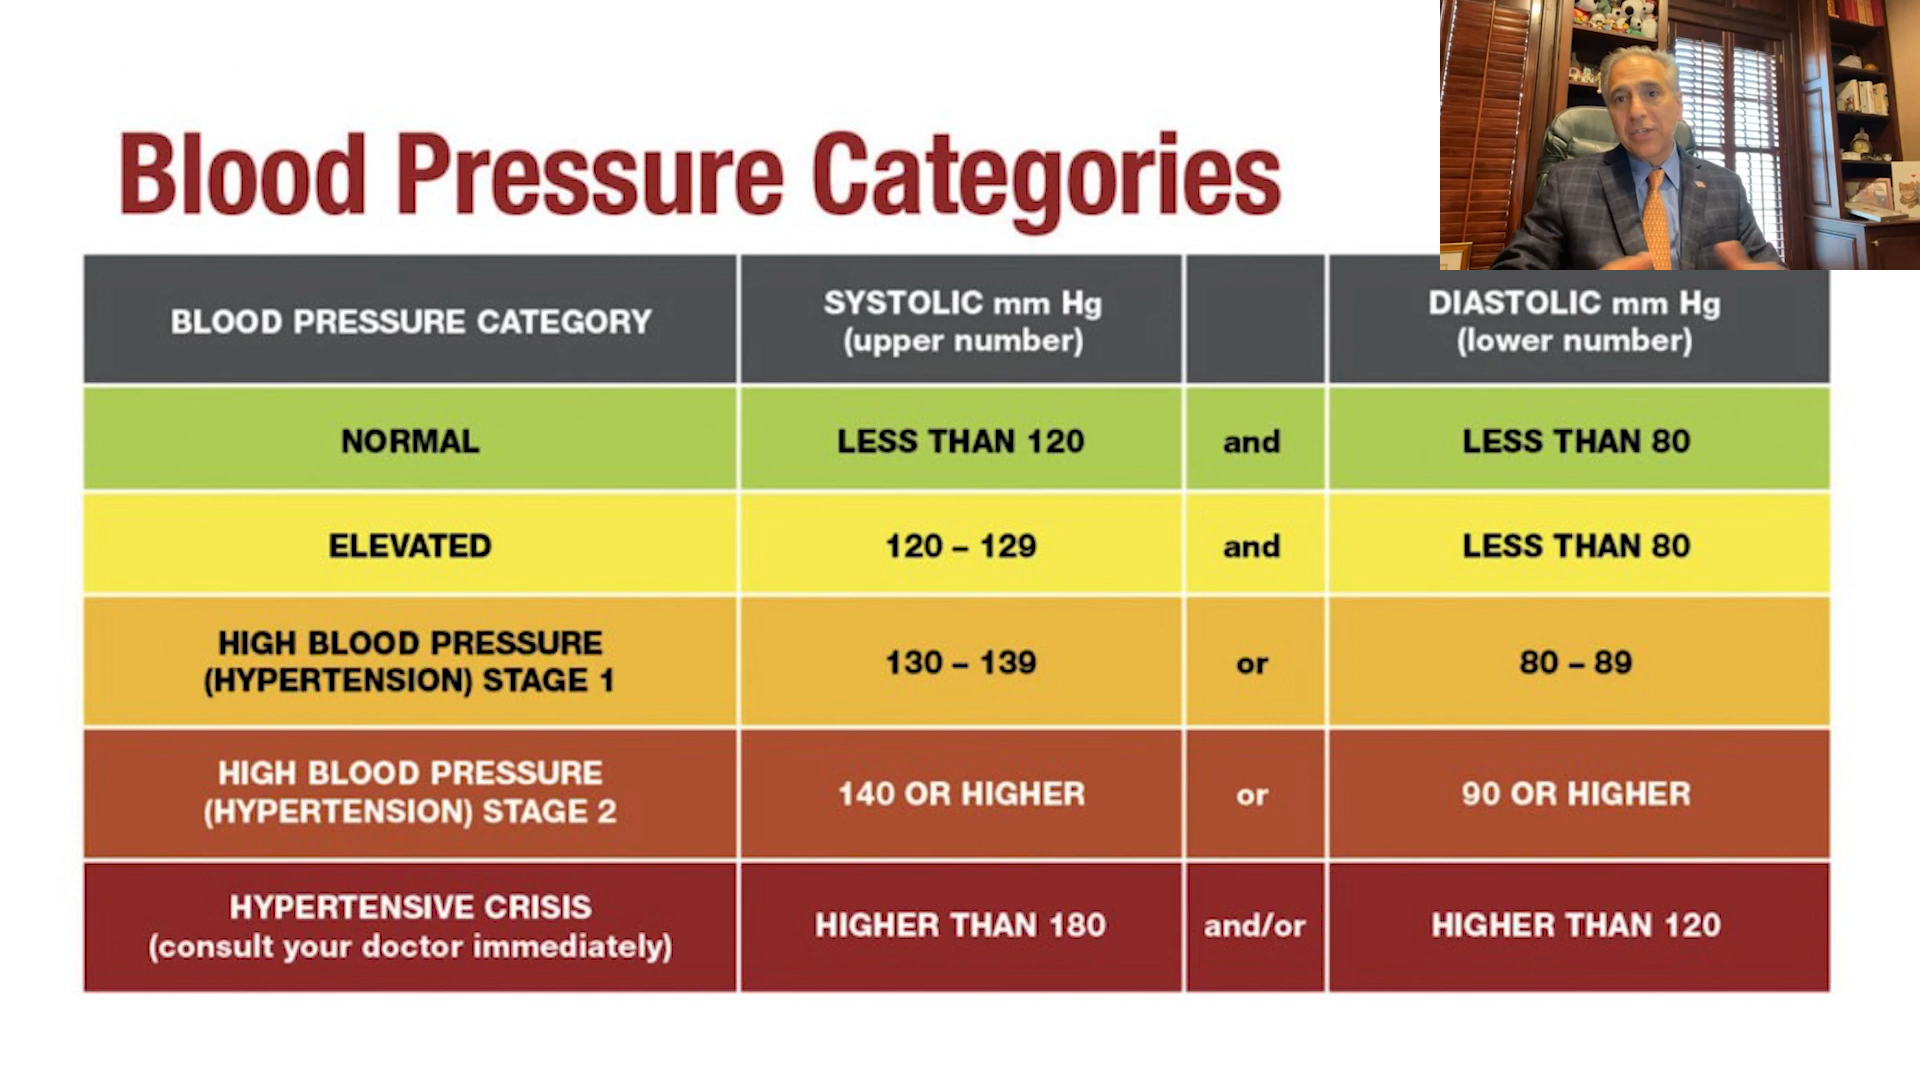 Blood Pressure Categories
BLOOD PRESSURE CATEGORY
SYSTOLIC mm Hg
(upper number)
DIASTOLIC mm Hg
(lower number)
NORMAL
LESS THAN 120
and
LESS THAN 80
ELEVATED
120 – 129
and
LESS THAN 80
HIGH BLOOD PRESSURE
(HYPERTENSION) STAGE 1
130 – 139
or
80 – 89
HIGH BLOOD PRESSURE
(HYPERTENSION) STAGE 2
140 OR HIGHER
or
90 OR HIGHER
HYPERTENSIVE CRISIS
(consult your doctor immediately)
HIGHER THAN 180
and/or
HIGHER THAN 120